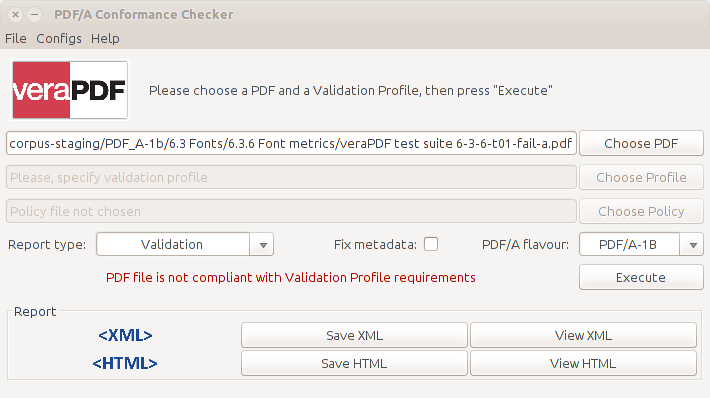 PDF/A Conformance Checker
File Configs Help
veraPDF Please choose a PDF and a Validation Profile, then press "Execute"
corpus-staging/PDF_A-1b/6.3 Fonts/6.3.6 Font metrics/veraPDF test suite 6-3-6-t01-fail-a.pdf Choose PDF
Please, specify validation profile Choose Profile
Policy file not chosen Choose Policy
Report type: Validation Fix metadata: PDF/A flavour: PDF/A-1B
PDF file is not compliant with Validation Profile requirements Execute
Report
<XML> Save XML View XML
<HTML> Save HTML View HTML